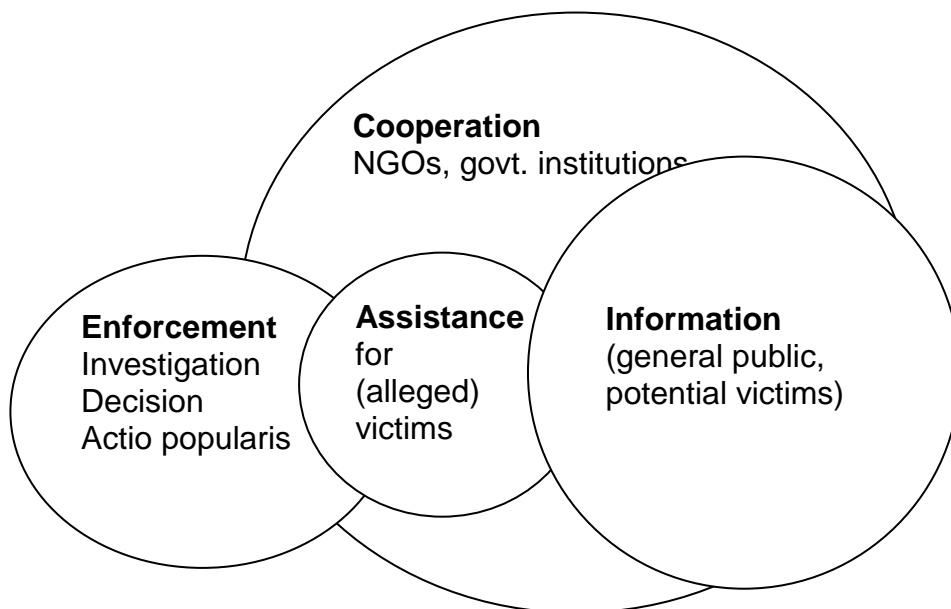 Cooperation
NGOs, govt. institutions
Enforcement
Investigation
Decision
Actio popularis
Assistance
for
(alleged)
victims
Information
(general public,
potential victims)